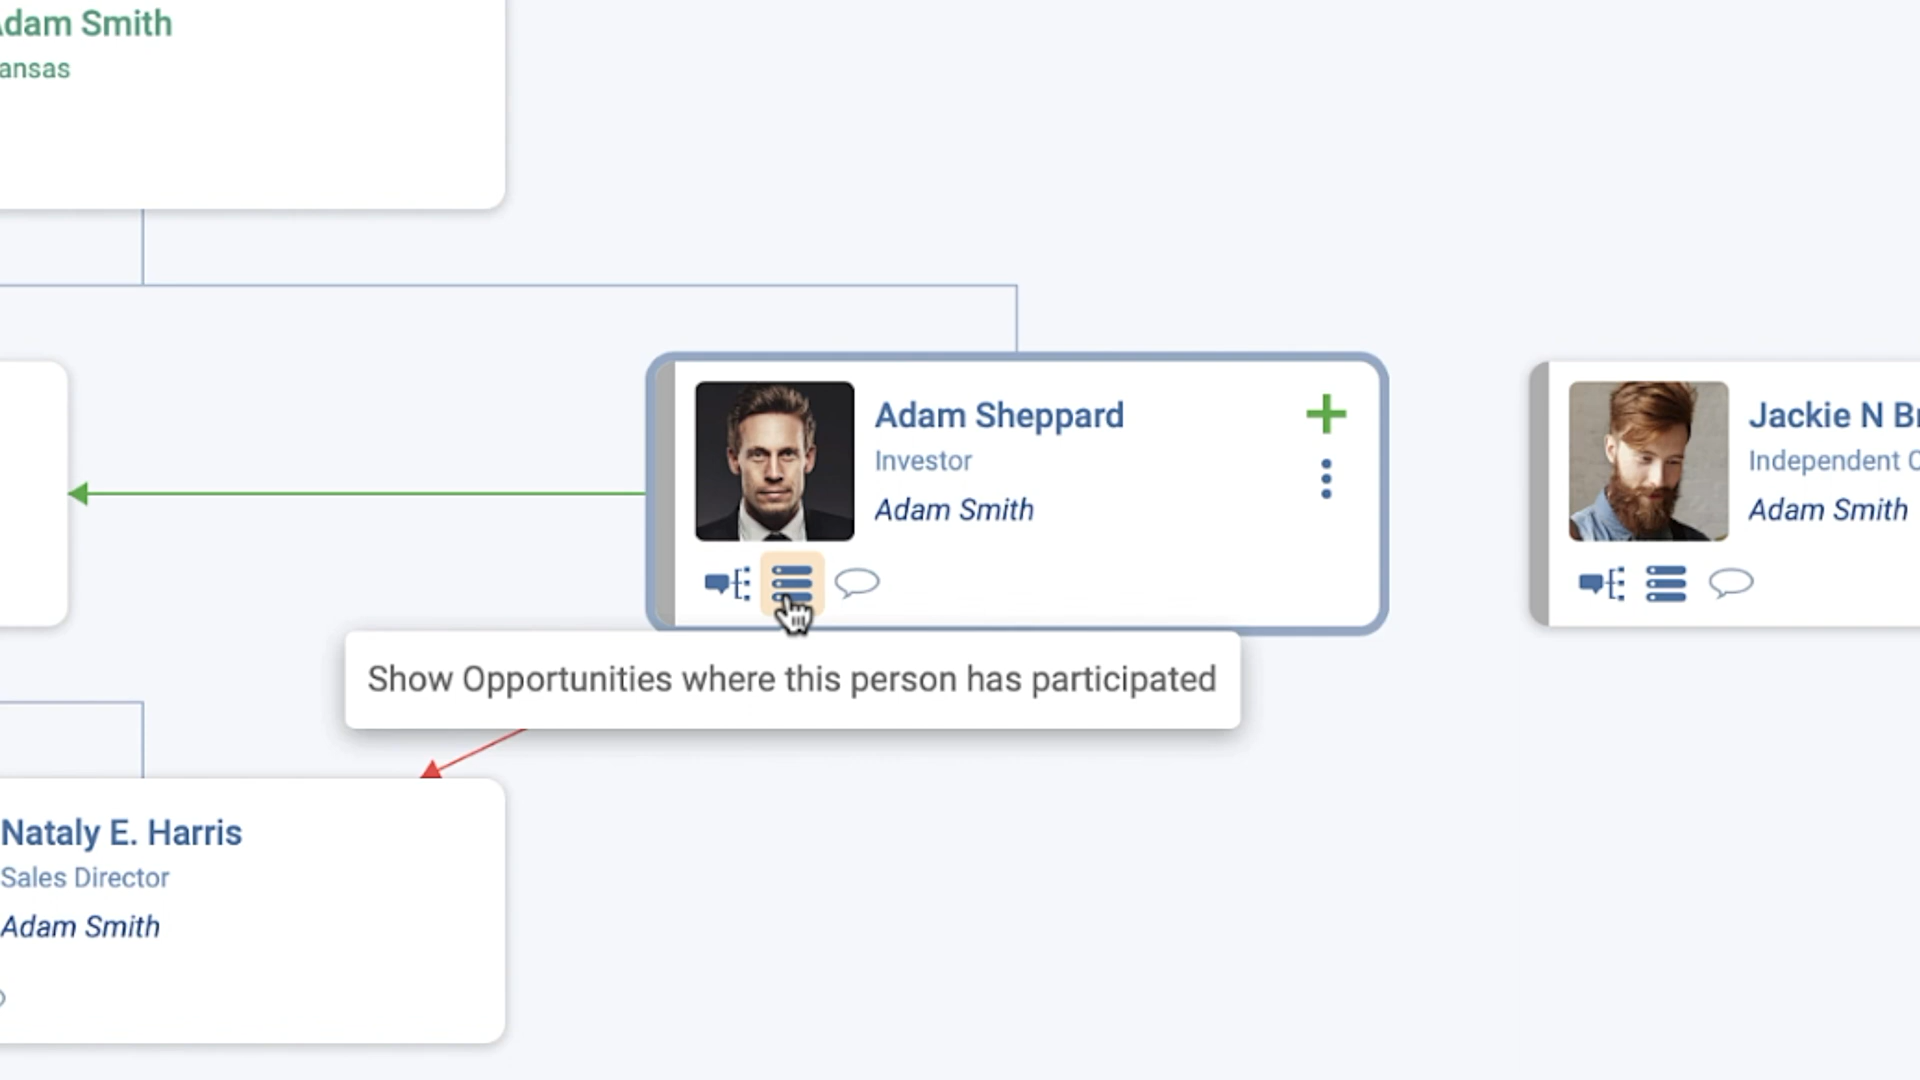 Adam Smith
ansas
Adam Sheppard
Investor
Adam Smith
Jackie N
Independent
Adam Smith
Show Opportunities where this person has participated
Nataly E. Harris
Sales Director
Adam Smith